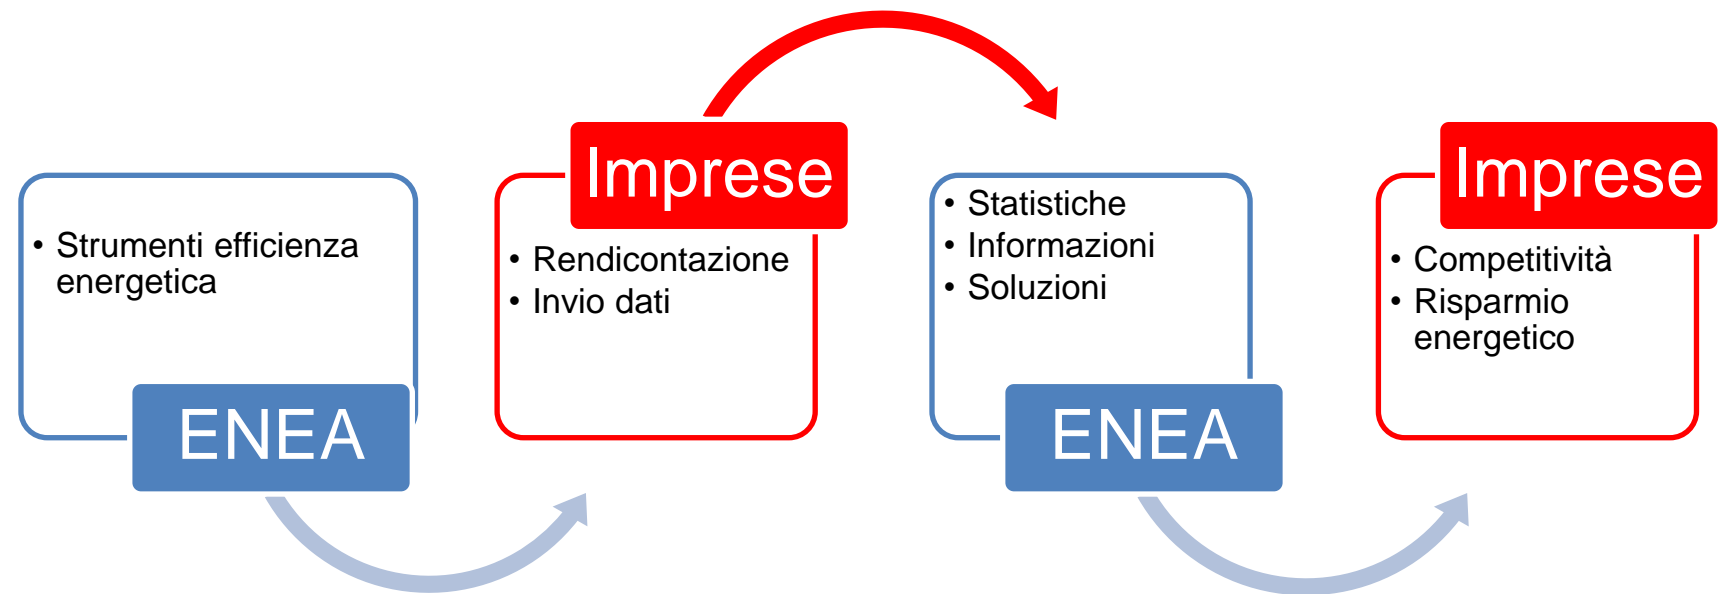 • Strumenti efficienza
energetica
ENEA
Imprese
• Rendicontazione
• Invio dati
• Statistiche
• Informazioni
• Soluzioni
ENEA
Imprese
• Competitività
• Risparmio
energetico